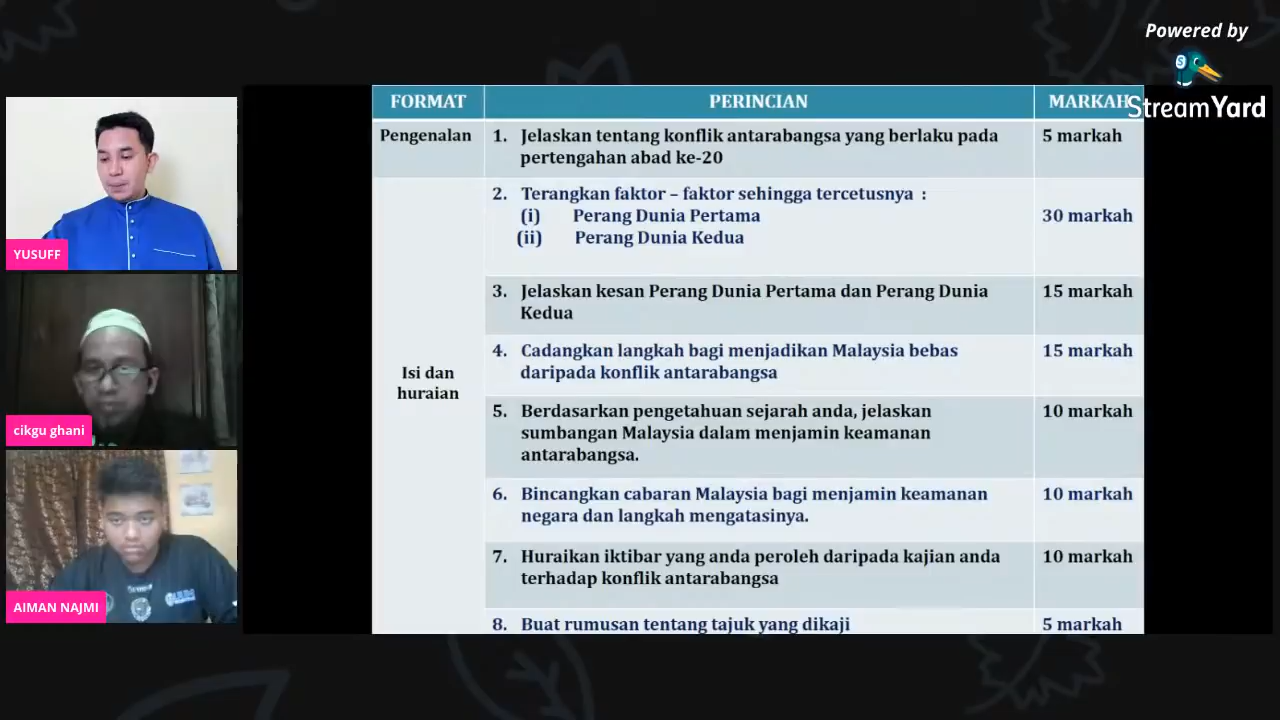 Powered by
StreamYard
YUSUFF
cikgu ghani
AIMAN NAJMI
FORMAT PERINCIAN MARKAH
Pengenalan 1. Jelaskan tentang konflik antarabangsa yang berlaku pada 5 markah
pertengahan abad ke-20
2. Terangkan faktor – faktor sehingga tercetusnya :
(i) Perang Dunia Pertama 30 markah
(ii) Perang Dunia Kedua
3. Jelaskan kesan Perang Dunia Pertama dan Perang Dunia 15 markah
Kedua
4. Cadangkan langkah bagi menjadikan Malaysia bebas 15 markah
daripada konflik antarabangsa
Isi dan
huraian
5. Berdasarkan pengetahuan sejarah anda, jelaskan 10 markah
sumbangan Malaysia dalam menjamin keamanan
antarabangsa.
6. Bincangkan cabaran Malaysia bagi menjamin keamanan 10 markah
negara dan langkah mengatasinya.
7. Huraikan iktibar yang anda peroleh daripada kajian anda 10 markah
terhadap konflik antarabangsa
8. Buat rumusan tentang tajuk yang dikaji 5 markah